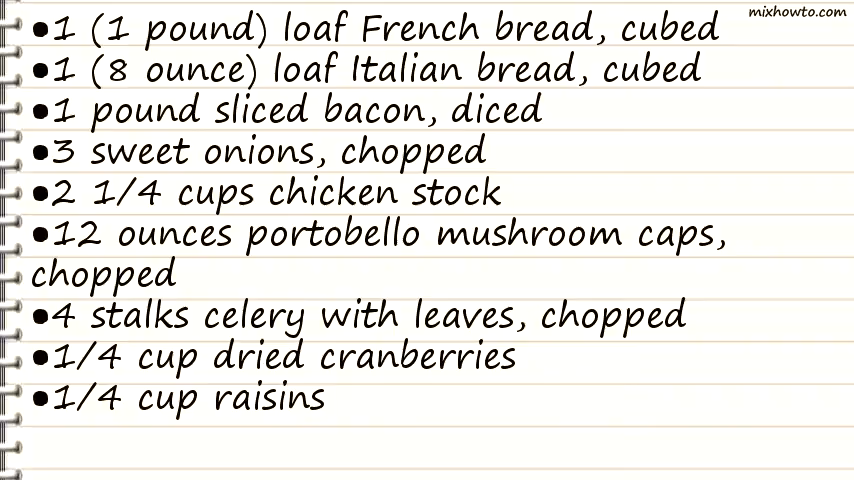 mixhowto.com
•1 (1 pound) loaf French bread, cubed
•1 (8 ounce) loaf Italian bread, cubed
•1 pound sliced bacon, diced
•3 sweet onions, chopped
•2 1/4 cups chicken stock
•12 ounces portobello mushroom caps,
chopped
•4 stalks celery with leaves, chopped
•1/4 cup dried cranberries
•1/4 cup raisins